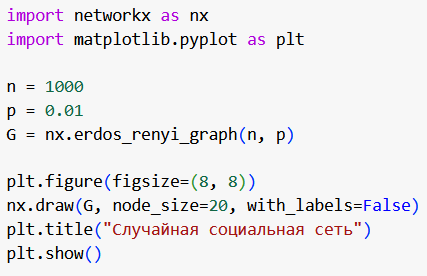 import networkx as nx
import matplotlib.pyplot as plt
n = 1000
p = 0.01
G = nx.erdos_renyi_graph(n, p)
plt.figure(figsize=(8, 8))
nx.draw(G, node_size=20, with_labels=False)
plt.title("Случайная социальная сеть")
plt.show()